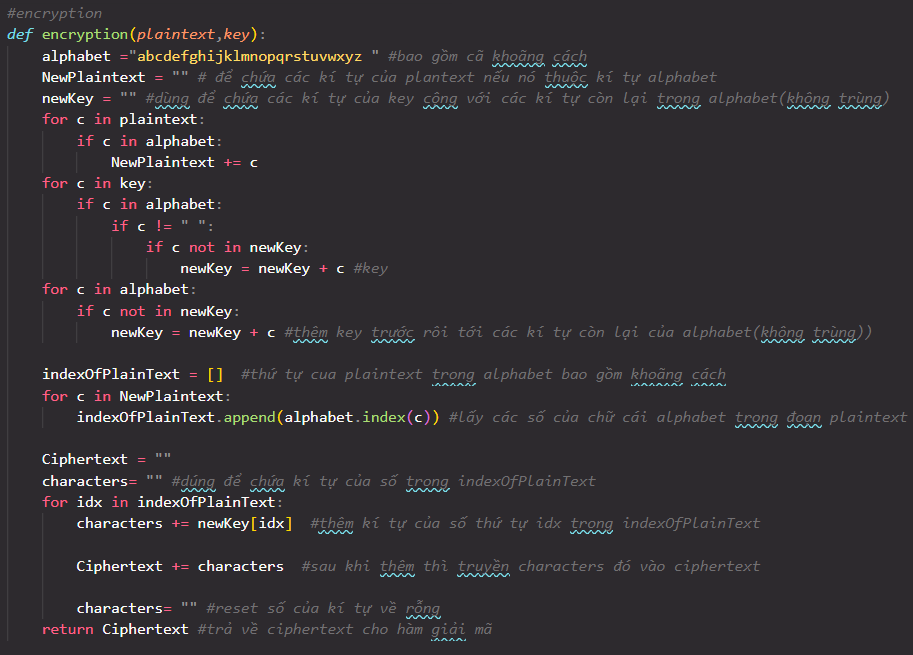 #encryption
def encryption(plaintext,key):
    alphabet ="abcdefghijklmnopqrstuvwxyz " #bao gồm cã khoãng cách
    NewPlaintext = "" # để chứa các kí tự của plantext nếu nó thuộc kí tự alphabet
    newKey = "" #dùng để chứa các kí tự của key cộng với các kí tự còn lại trong alphabet(không trùng)
    for c in plaintext:
        if c in alphabet:
            NewPlaintext += c
    for c in key:
        if c in alphabet:
            if c != " ":
                if c not in newKey:
                    newKey = newKey + c #key
    for c in alphabet:
        if c not in newKey:
            newKey = newKey + c #thêm key trước rôi tới các kí tự còn lại của alphabet(không trùng))
    indexOfPlainText = []  #thứ tự cua plaintext trong alphabet bao gồm khoãng cách
    for c in NewPlaintext:
        indexOfPlainText.append(alphabet.index(c)) #lấy các số của chữ cái alphabet trong đoạn plaintext
    Ciphertext = ""
    characters= "" #dúng để chứa kí tự của số trong indexOfPlainText
    for idx in indexOfPlainText:
        characters += newKey[idx]  #thêm kí tự của số thứ tự idx trong indexOfPlainText
        Ciphertext += characters  #sau khi thêm thì truyền characters đó vào ciphertext
        characters= "" #reset số của kí tự về rỗng
    return Ciphertext #trả về ciphertext cho hàm giải mã